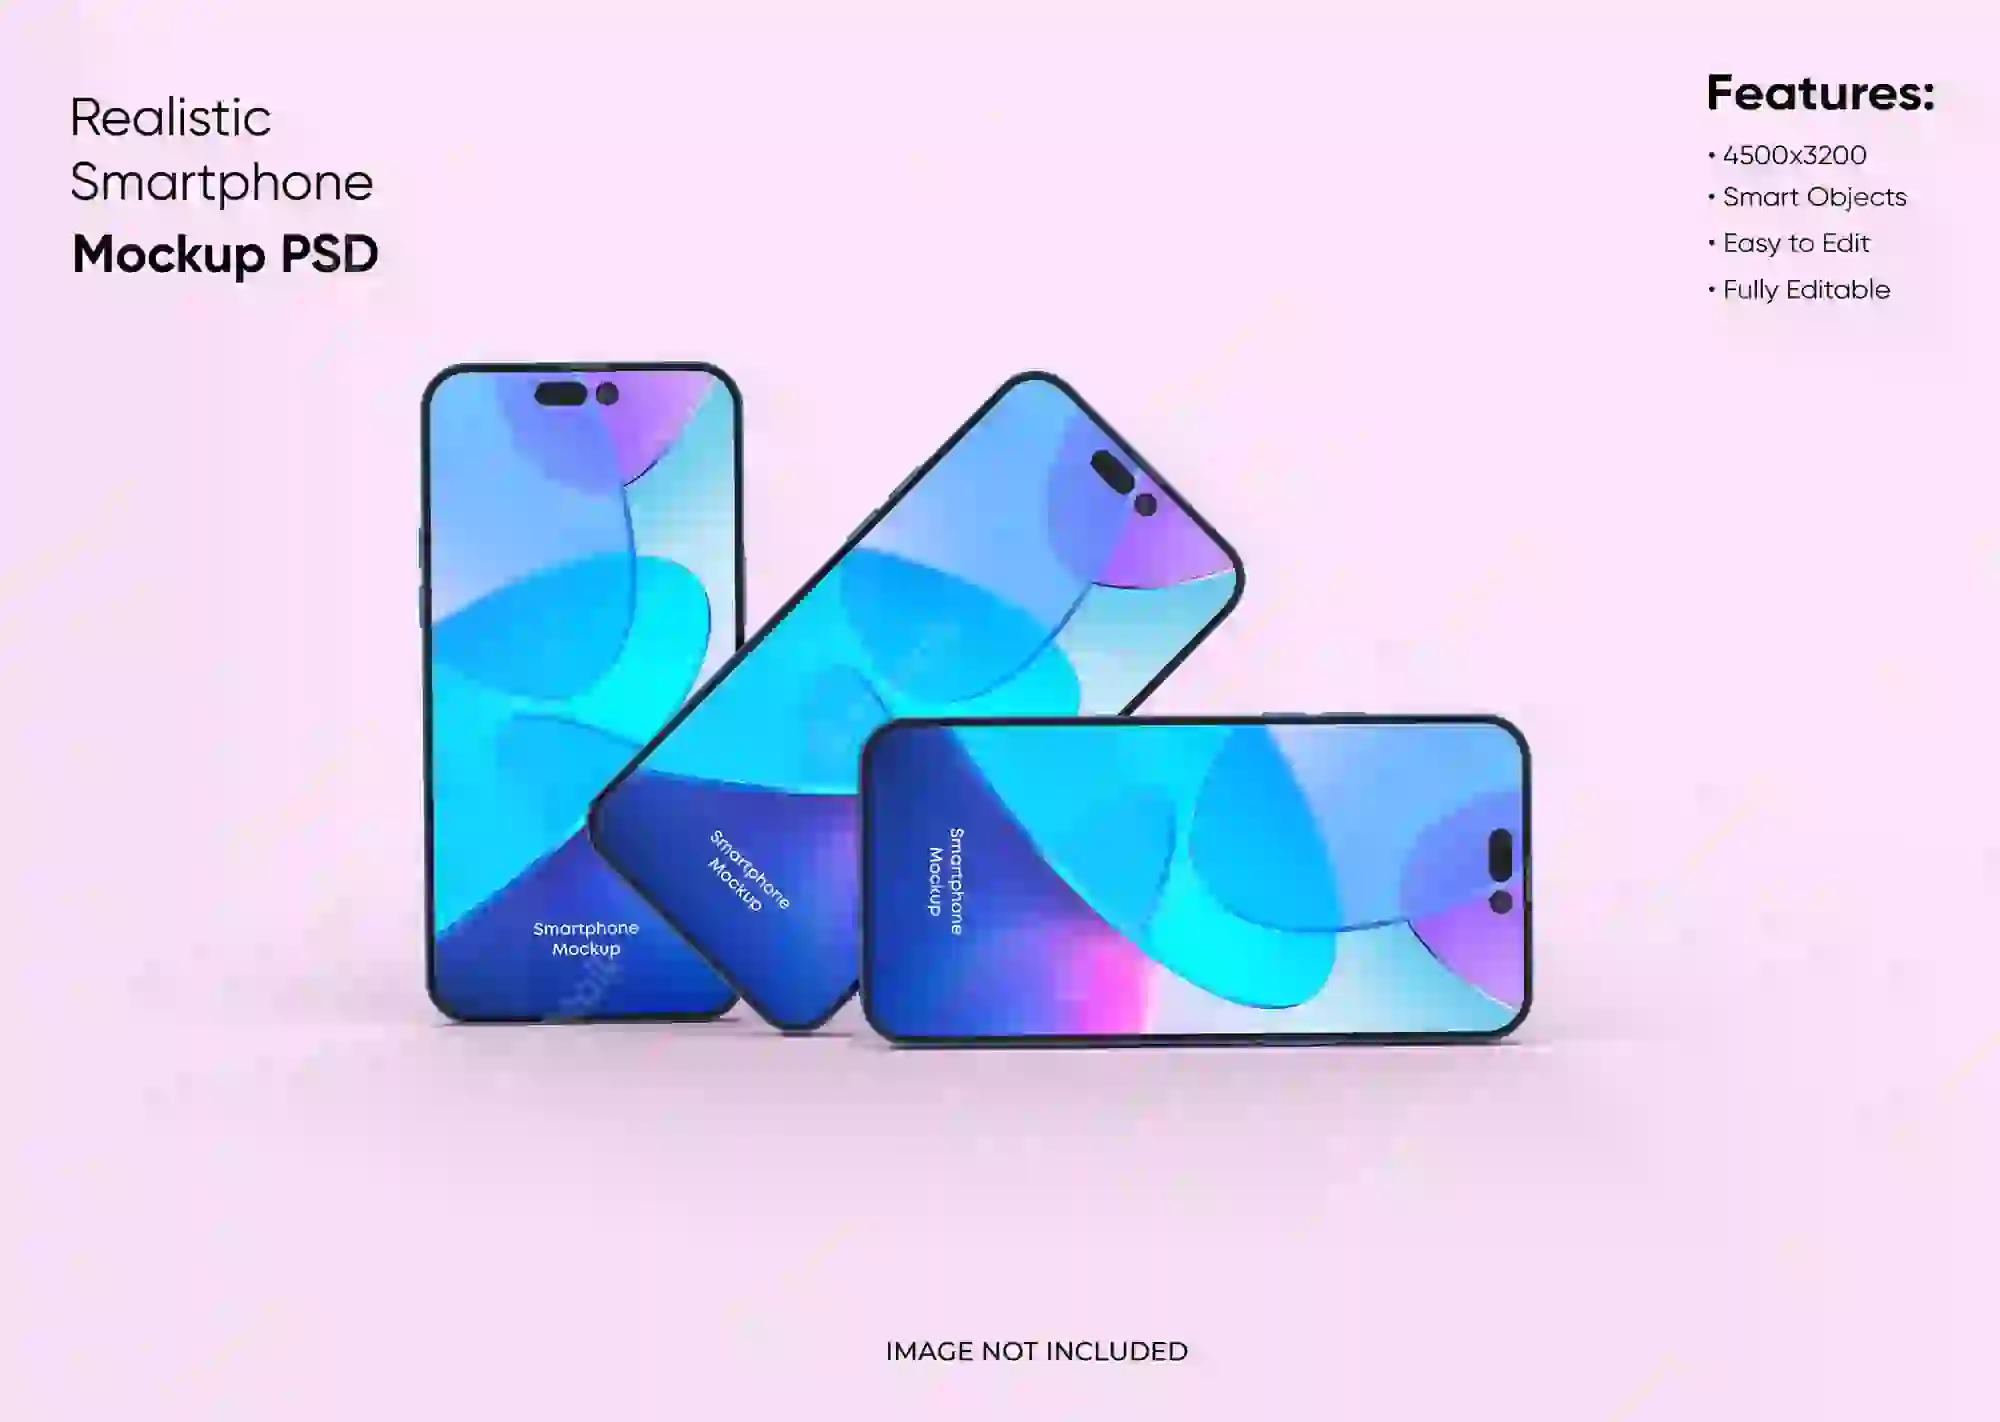 Realistic
Smartphone
Mockup PSD
Features:
• 4500x3200
• Smart Objects
• Easy to Edit
• Fully Editable
Smartphone
Mockup
Smartphone
Mockup
Smartphone
Mockup
IMAGE NOT INCLUDED